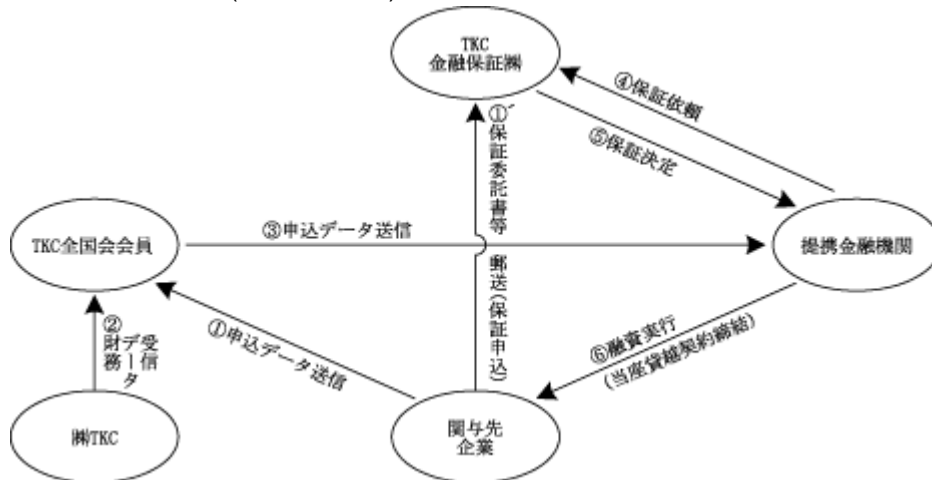 TKC
金融保証㈱
④保証依頼
⑤保証決定
①´保証委託書等 郵送(保証申込)
TKC全国会会員
③申込データ送信
提携金融機関
②
財務データ受信
①申込データ送信
⑥融資実行
(当座貸越契約締結)
㈱TKC
関与先
企業